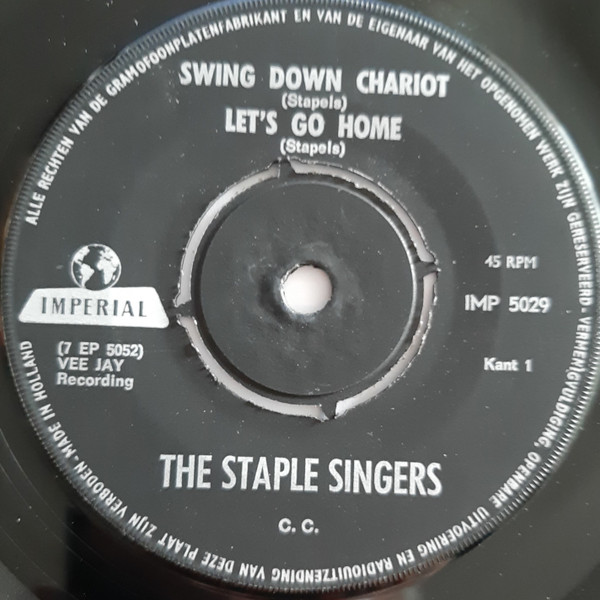 ALLE RECHTEN VAN DE GRAMOFOONPLATENFABRIKANT EN VAN DE EIGENAAR VAN HET OPGENOMEN WERK ZIJN GERESERVEERD - VERMENIGVULDIGING, OPENBARE UITVOERING EN RADIOUITZENDING VAN DEZE PLAAT ZIJN VERBODEN - MADE IN HOLLAND
SWING DOWN CHARIOT
(Stapels)
LET'S GO HOME
(Stapels)
45 RPM
IMPERIAL
IMP 5029
(7 EP 5052)
VEE JAY
Recording
Kant 1
THE STAPLE SINGERS
C. C.